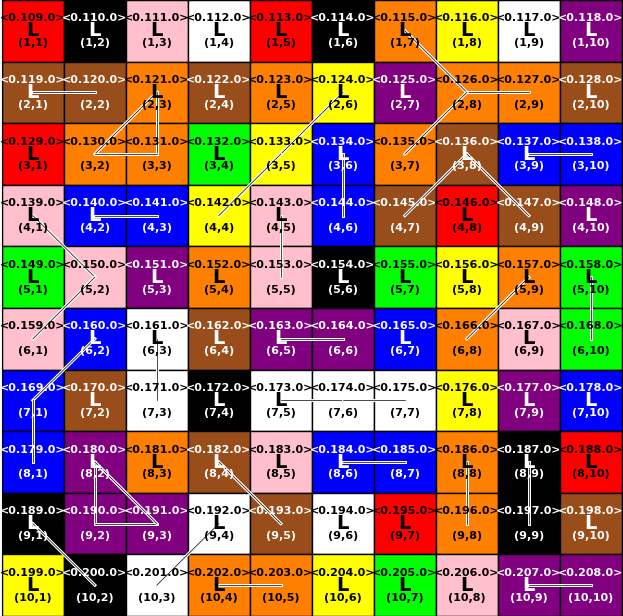 <0.109.0> <0.110.0> <0.111.0> <0.112.0> <0.113.0> <0.114.0> <0.115.0> <0.116.0> <0.117.0> <0.118.0>
L L L L L L L L L L
(1,1) (1,2) (1,3) (1,4) (1,5) (1,6) (1,7) (1,8) (1,9) (1,10)
<0.119.0> <0.120.0> <0.121.0> <0.122.0> <0.123.0> <0.124.0> <0.125.0> <0.126.0> <0.127.0> <0.128.0>
L L L L L L L
(2,1) (2,2) (2,3) (2,4) (2,5) (2,6) (2,7) (2,8) (2,9) (2,10)
<0.129.0> <0.130.0> <0.131.0> <0.132.0> <0.133.0> <0.134.0> <0.135.0> <0.136.0> <0.137.0> <0.138.0>
L L L L L
(3,1) (3,2) (3,3) (3,4) (3,5) (3,6) (3,7) (3,8) (3,9) (3,10)
<0.139.0> <0.140.0> <0.141.0> <0.142.0> <0.143.0> <0.144.0> <0.145.0> <0.146.0> <0.147.0> <0.148.0>
L L L L L
(4,1) (4,2) (4,3) (4,4) (4,5) (4,6) (4,7) (4,8) (4,9) (4,10)
<0.149.0> <0.150.0> <0.151.0> <0.152.0> <0.153.0> <0.154.0> <0.155.0> <0.156.0> <0.157.0> <0.158.0>
L L L L L L L L
(5,1) (5,2) (5,3) (5,4) (5,5) (5,6) (5,7) (5,8) (5,9) (5,10)
<0.159.0> <0.160.0> <0.161.0> <0.162.0> <0.163.0> <0.164.0> <0.165.0> <0.166.0> <0.167.0> <0.168.0>
L L L L L L
(6,1) (6,2) (6,3) (6,4) (6,5) (6,6) (6,7) (6,8) (6,9) (6,10)
<0.169.0> <0.170.0> <0.171.0> <0.172.0> <0.173.0> <0.174.0> <0.175.0> <0.176.0> <0.177.0> <0.178.0>
L L L L L L
(7,1) (7,2) (7,3) (7,4) (7,5) (7,6) (7,7) (7,8) (7,9) (7,10)
<0.179.0> <0.180.0> <0.181.0> <0.182.0> <0.183.0> <0.184.0> <0.185.0> <0.186.0> <0.187.0> <0.188.0>
L L L L L L L L
(8,1) (8,2) (8,3) (8,4) (8,5) (8,6) (8,7) (8,8) (8,9) (8,10)
<0.189.0> <0.190.0> <0.191.0> <0.192.0> <0.193.0> <0.194.0> <0.195.0> <0.196.0> <0.197.0> <0.198.0>
L L L L L
(9,1) (9,2) (9,3) (9,4) (9,5) (9,6) (9,7) (9,8) (9,9) (9,10)
<0.199.0> <0.200.0> <0.201.0> <0.202.0> <0.203.0> <0.204.0> <0.205.0> <0.206.0> <0.207.0> <0.208.0>
L L L L L L
(10,1) (10,2) (10,3) (10,4) (10,5) (10,6) (10,7) (10,8) (10,9) (10,10)